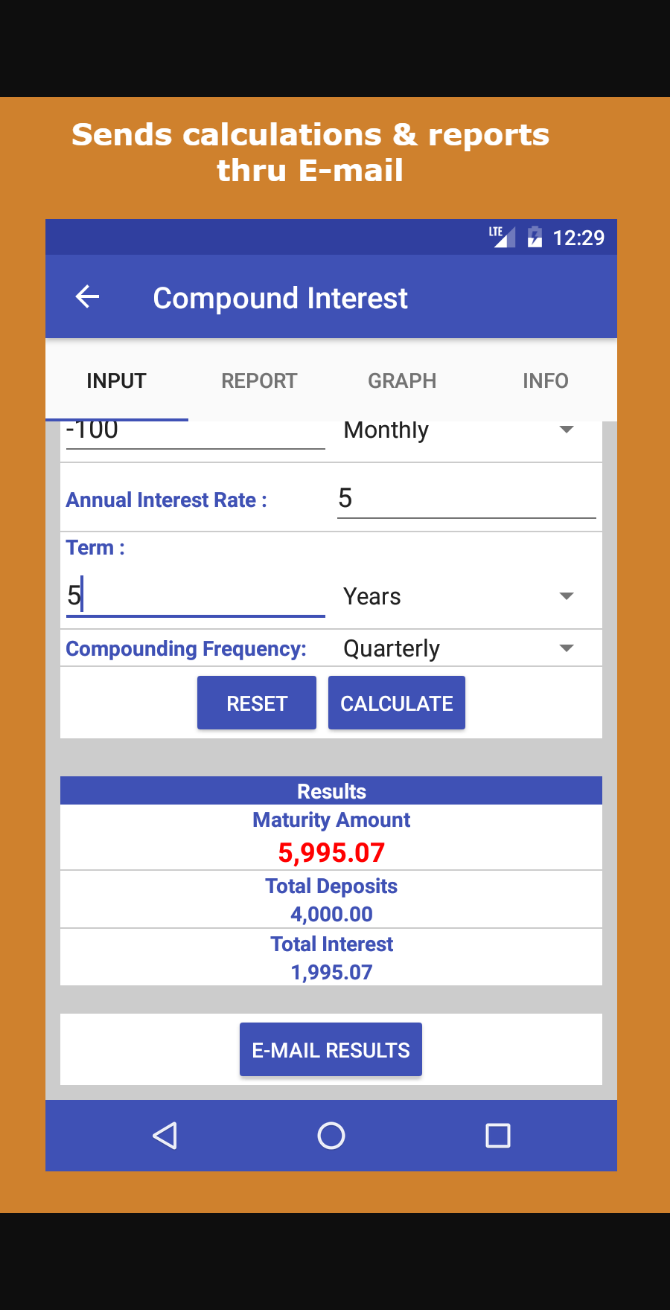 Sends calculations & reports
thru E-mail
LTE 12:29
Compound Interest
INPUT REPORT GRAPH INFO
-100 Monthly
Annual Interest Rate : 5
Term :
5 Years
Compounding Frequency: Quarterly
RESET CALCULATE
Results
Maturity Amount
5,995.07
Total Deposits
4,000.00
Total Interest
1,995.07
E-MAIL RESULTS